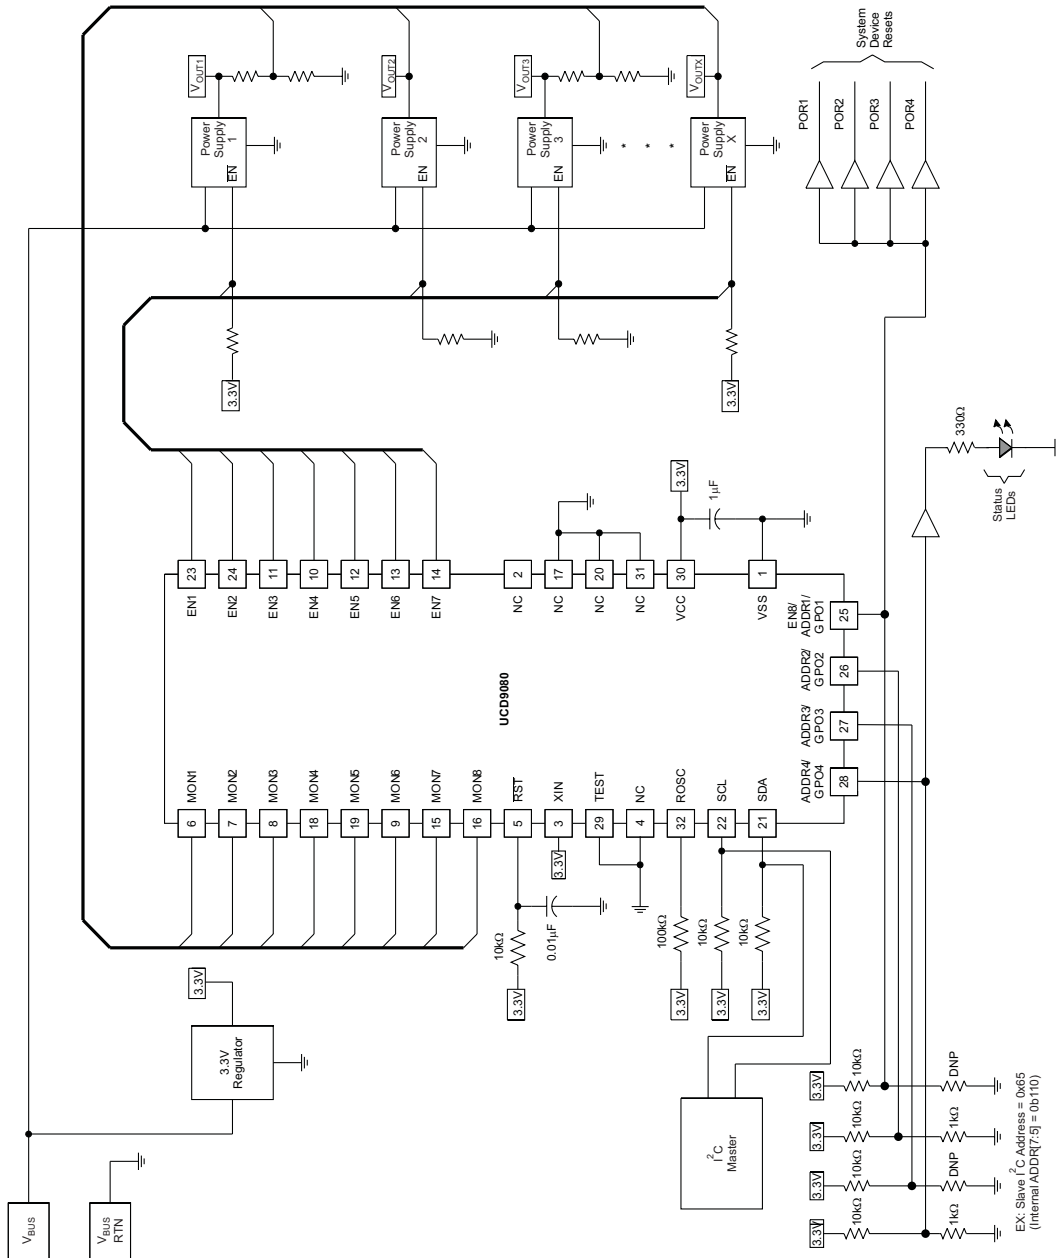 V_BUS
V_BUS
RTN
3.3V
Regulator
3.3V
I²C
Master
3.3V
10kΩ
1kΩ
3.3V
10kΩ
DNP
3.3V
10kΩ
1kΩ
3.3V
10kΩ
DNP
EX: Slave I²C Address = 0x65
(Internal ADDR[7:5] = 0b110)
3.3V
10kΩ
0.01µF
3.3V
3.3V
100kΩ
3.3V
10kΩ
3.3V
10kΩ
6 MON1
7 MON2
8 MON3
18 MON4
19 MON5
9 MON6
15 MON7
16 MON8
5 RST
3 XIN
29 TEST
4 NC
32 ROSC
22 SCL
21 SDA
UCD9080
28 ADDR4/
GPO4
27 ADDR3/
GPO3
26 ADDR2/
GPO2
25 EN8/
ADDR1/
GPO1
EN1 23
EN2 24
EN3 11
EN4 10
EN5 12
EN6 13
EN7 14
NC 2
NC 17
NC 20
NC 31
VCC 30
VSS 1
3.3V
1µF
3.3V
3.3V
330Ω
Status
LEDs
EN
Power
Supply
1
V_OUT1
EN
Power
Supply
2
V_OUT2
EN
Power
Supply
3
V_OUT3
* * *
EN
Power
Supply
X
V_OUTX
POR1
POR2
POR3
POR4
System
Device
Resets